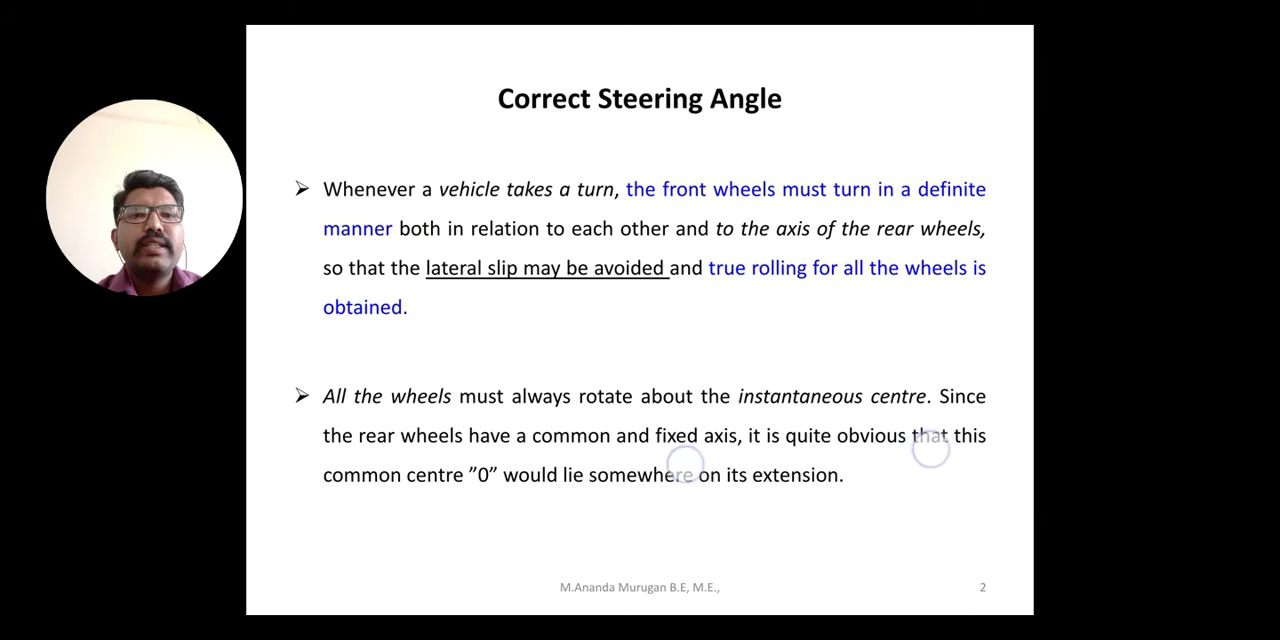 Correct Steering Angle
➢ Whenever a vehicle takes a turn, the front wheels must turn in a definite
manner both in relation to each other and to the axis of the rear wheels,
so that the lateral slip may be avoided and true rolling for all the wheels is
obtained.
➢ All the wheels must always rotate about the instantaneous centre. Since
the rear wheels have a common and fixed axis, it is quite obvious that this
common centre ”0” would lie somewhere on its extension.
M.Ananda Murugan B.E, M.E.,
2